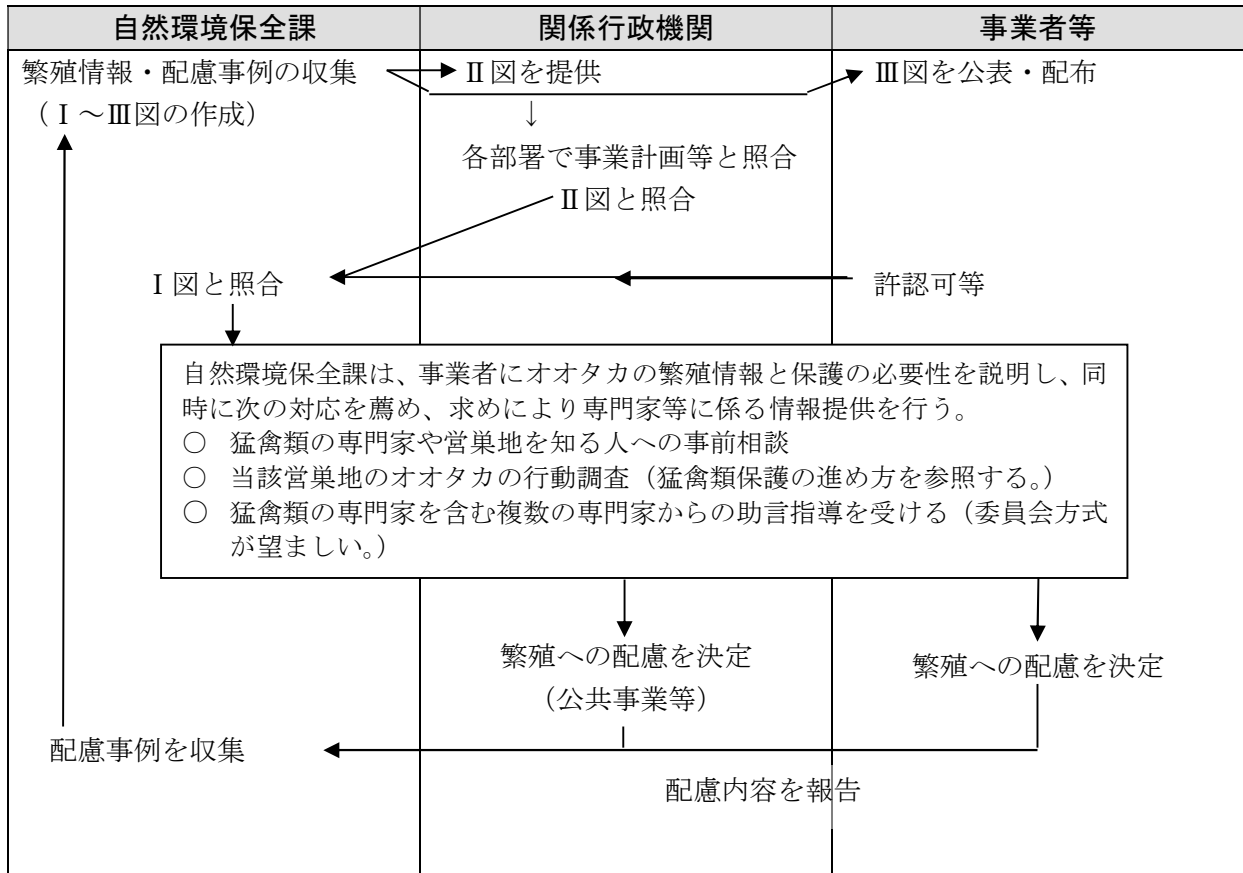 自然環境保全課
関係行政機関
事業者等
繁殖情報・配慮事例の収集
Ⅱ図を提供
Ⅲ図を公表・配布
（Ⅰ～Ⅲ図の作成）
↓
各部署で事業計画等と照合
Ⅱ図と照合
Ⅰ図と照合
許認可等
自然環境保全課は、事業者にオオタカの繁殖情報と保護の必要性を説明し、同
時に次の対応を薦め、求めにより専門家等に係る情報提供を行う。
○　猛禽類の専門家や営巣地を知る人への事前相談
○　当該営巣地のオオタカの行動調査（猛禽類保護の進め方を参照する。）
○　猛禽類の専門家を含む複数の専門家からの助言指導を受ける（委員会方式
が望ましい。）
繁殖への配慮を決定
（公共事業等）
繁殖への配慮を決定
配慮事例を収集
配慮内容を報告